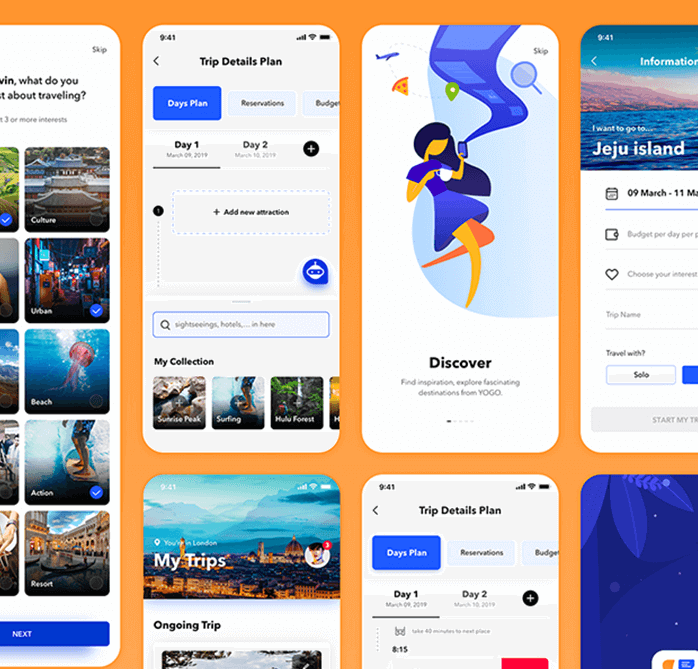 Skip
vin, what do you
st about traveling?
t 3 or more interests
Culture
Urban
Beach
Action
Resort
NEXT
9:41
Trip Details Plan
Days Plan
Reservations
Budge
Day 1
March 09, 2019
Day 2
March 10, 2019
1
+ Add new attraction
sightseeings, hotels,... in here
My Collection
Sunrise Peak
Surfing
Hulu Forest
H
9:41
You're in London
My Trips
3
Ongoing Trip
Skip
Discover
Find inspiration, explore fascinating
destinations from YOGO.
9:41
Trip Details Plan
Days Plan
Reservations
Budget
Day 1
March 09, 2019
Day 2
March 10, 2019
take 40 minutes to next place
8:15
9:41
Information
I want to go to...
Jeju island
09 March - 11 Ma
Budget per day per p
Choose your interest
Trip Name
Travel with?
Solo
START MY TR